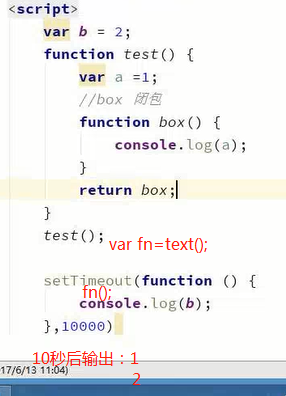 <script>
var b = 2;
function test() {
var a =1;
//box 闭包
function box() {
console.log(a);
}
return box;
}
test();
var fn=text();
setTimeout(function () {
fn();
console.log(b);
},10000)
10秒后输出：1
17/6/13 11:04)
2